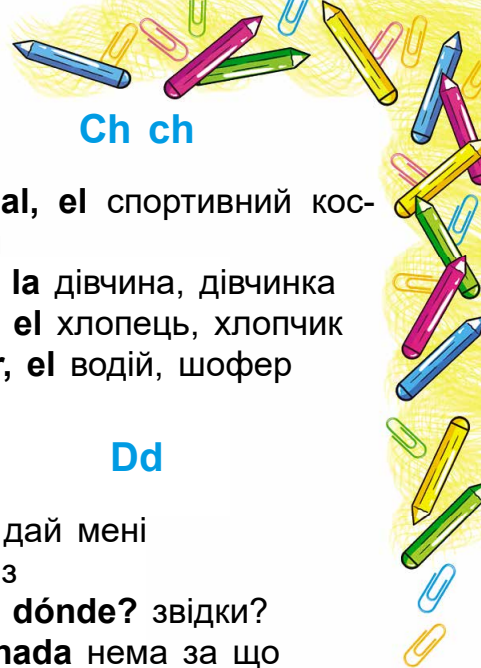 Ch ch
al, el спортивний кос-
la дівчина, дівчинка
el хлопець, хлопчик
r, el водій, шофер
Dd
дай мені
з
dónde? звідки?
nada нема за що